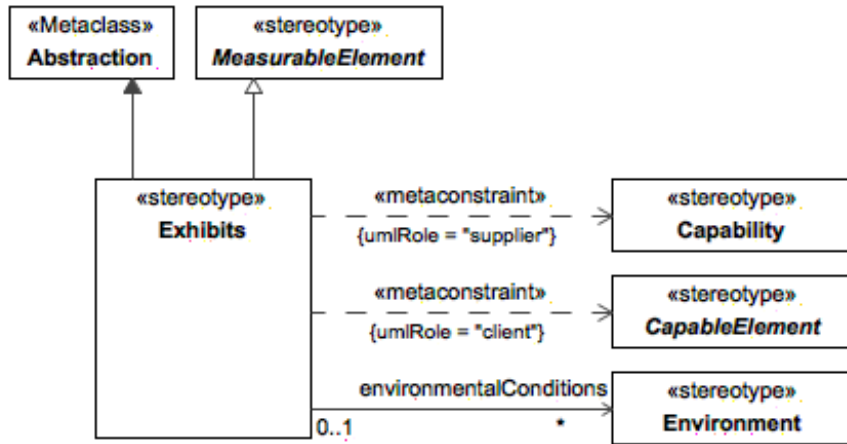 «Metaclass»
Abstraction
«stereotype»
MeasurableElement
«stereotype»
Exhibits
«metaconstraint»
{umlRole = "supplier"}
«stereotype»
Capability
«metaconstraint»
{umlRole = "client"}
«stereotype»
CapableElement
environmentalConditions
0..1
*
«stereotype»
Environment